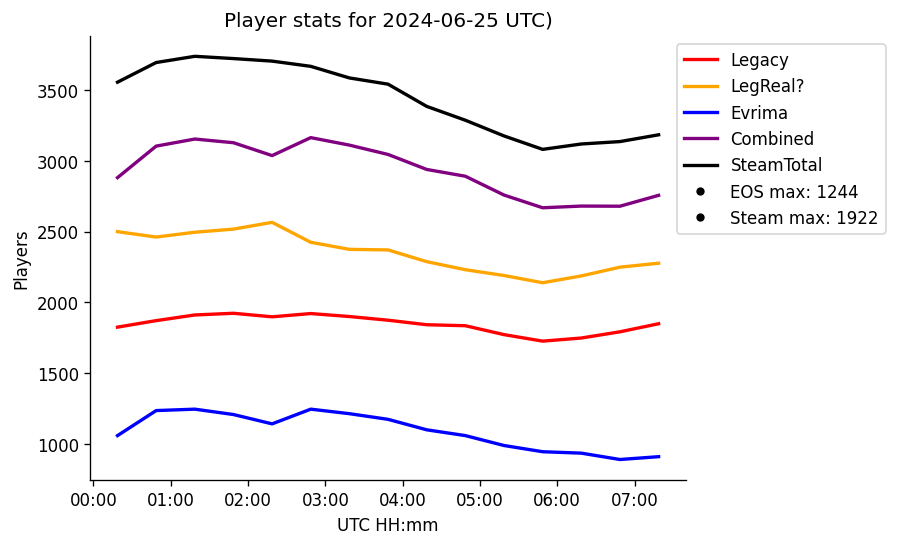 Player stats for 2024-06-25 UTC)
Legacy
LegReal?
Evrima
Combined
SteamTotal
EOS max: 1244
Steam max: 1922
Players
3500
3000
2500
2000
1500
1000
00:00 01:00 02:00 03:00 04:00 05:00 06:00 07:00
UTC HH:mm